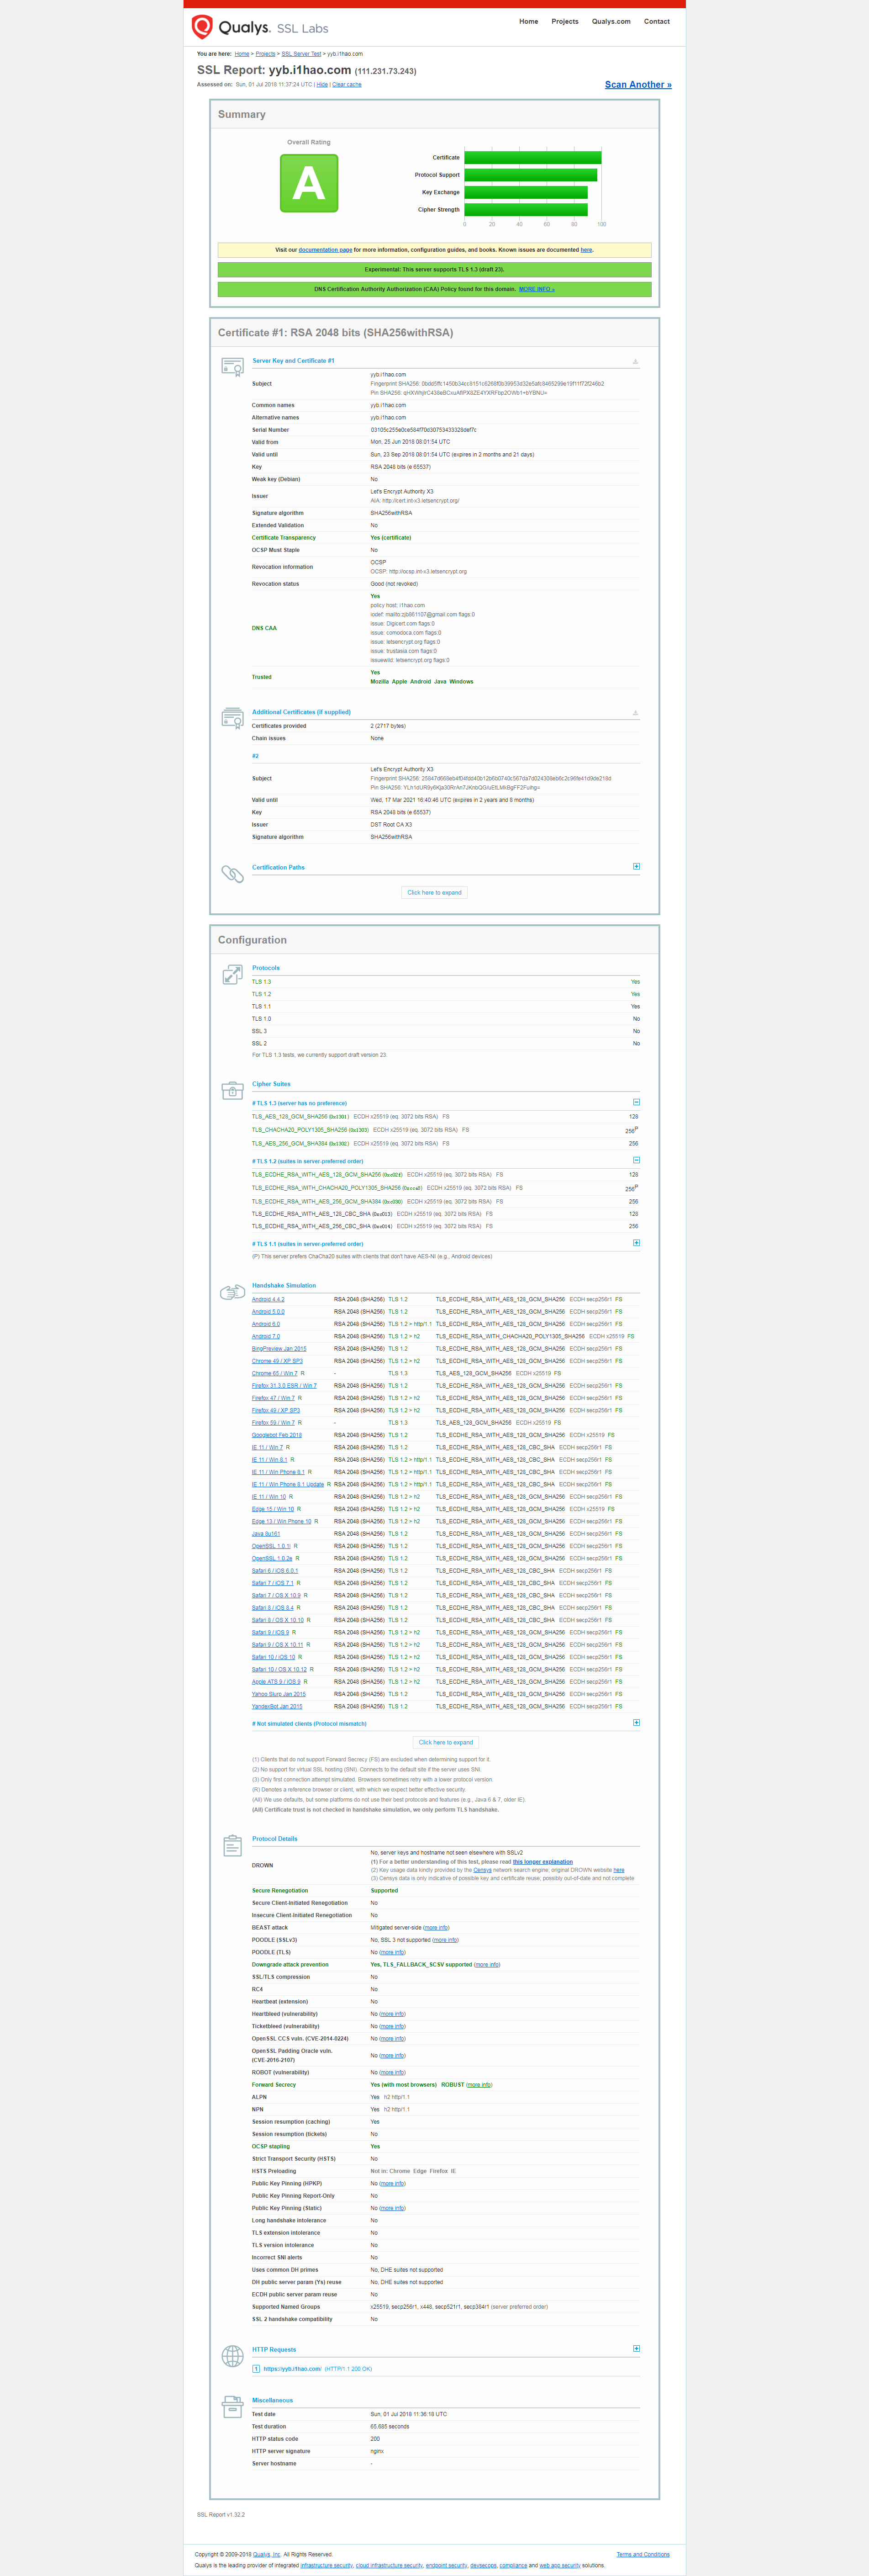 Qualys. SSL Labs
Home Projects Qualys.com Contact
You are here: Home > Projects > SSL Server Test > yyb.i1hao.com
SSL Report: yyb.i1hao.com (111.231.73.243)
Assessed on: Sun, 01 Jul 2018 11:37:24 UTC | Hide | Clear cache
Scan Another »
Summary
Overall Rating
A
Certificate
Protocol Support
Key Exchange
Cipher Strength
0 20 40 60 80 100
Visit our documentation page for more information, configuration guides, and books. Known issues are documented here.
Experimental: This server supports TLS 1.3 (draft 23).
DNS Certification Authority Authorization (CAA) Policy found for this domain. MORE INFO »
Certificate #1: RSA 2048 bits (SHA256withRSA)
Server Key and Certificate #1
Subject
yyb.i1hao.com
Fingerprint SHA256:
Pin SHA256:
Common names yyb.i1hao.com
Alternative names yyb.i1hao.com
Serial Number
Valid from Mon, 25 Jun 2018 08:01:54 UTC
Valid until Sun, 23 Sep 2018 08:01:54 UTC (expires in 2 months and 21 days)
Key RSA 2048 bits (e 65537)
Weak key (Debian) No
Issuer
Let's Encrypt Authority X3
AIA: http://cert.int-x3.letsencrypt.org/
Signature algorithm SHA256withRSA
Extended Validation No
Certificate Transparency Yes (certificate)
OCSP Must Staple No
Revocation information
OCSP
OCSP: http://ocsp.int-x3.letsencrypt.org
Revocation status Good (not revoked)
DNS CAA
Yes
policy host: i1hao.com
iodef: mailto:zjb861107@gmail.com flags:0
issue: Digicert.com flags:0
issue: comodoca.com flags:0
issue: letsencrypt.org flags:0
issue: trustasia.com flags:0
issuewild: letsencrypt.org flags:0
Trusted
Yes
Mozilla Apple Android Java Windows
Additional Certificates (if supplied)
Certificates provided 2 (2717 bytes)
Chain issues None
#2
Subject
Let's Encrypt Authority X3
Fingerprint SHA256:
Pin SHA256:
Valid until Wed, 17 Mar 2021 16:40:46 UTC (expires in 2 years and 8 months)
Key RSA 2048 bits (e 65537)
Issuer DST Root CA X3
Signature algorithm SHA256withRSA
Certification Paths
Click here to expand
Configuration
Protocols
TLS 1.3 Yes
TLS 1.2 Yes
TLS 1.1 Yes
TLS 1.0 No
SSL 3 No
SSL 2 No
For TLS 1.3 tests, we currently support draft version 23.
Cipher Suites
# TLS 1.3 (server has no preference)
TLS_AES_128_GCM_SHA256 (0x1301) ECDH x25519 (eq. 3072 bits RSA) FS 128
TLS_CHACHA20_POLY1305_SHA256 (0x1303) ECDH x25519 (eq. 3072 bits RSA) FS 256P
TLS_AES_256_GCM_SHA384 (0x1302) ECDH x25519 (eq. 3072 bits RSA) FS 256
# TLS 1.2 (suites in server-preferred order)
TLS_ECDHE_RSA_WITH_AES_128_GCM_SHA256 (0xc02f) ECDH x25519 (eq. 3072 bits RSA) FS 128
TLS_ECDHE_RSA_WITH_CHACHA20_POLY1305_SHA256 (0xcca8) ECDH x25519 (eq. 3072 bits RSA) FS 256P
TLS_ECDHE_RSA_WITH_AES_256_GCM_SHA384 (0xc030) ECDH x25519 (eq. 3072 bits RSA) FS 256
TLS_ECDHE_RSA_WITH_AES_128_CBC_SHA (0xc013) ECDH x25519 (eq. 3072 bits RSA) FS 128
TLS_ECDHE_RSA_WITH_AES_256_CBC_SHA (0xc014) ECDH x25519 (eq. 3072 bits RSA) FS 256
# TLS 1.1 (suites in server-preferred order)
(P) This server prefers ChaCha20 suites with clients that don't have AES-NI (e.g., Android devices)
Handshake Simulation
Android 4.4.2 RSA 2048 (SHA256) TLS 1.2 TLS_ECDHE_RSA_WITH_AES_128_GCM_SHA256 ECDH secp256r1 FS
Android 5.0.0 RSA 2048 (SHA256) TLS 1.2 TLS_ECDHE_RSA_WITH_AES_128_GCM_SHA256 ECDH secp256r1 FS
Android 6.0 RSA 2048 (SHA256) TLS 1.2 > http/1.1 TLS_ECDHE_RSA_WITH_AES_128_GCM_SHA256 ECDH secp256r1 FS
Android 7.0 RSA 2048 (SHA256) TLS 1.2 > h2 TLS_ECDHE_RSA_WITH_CHACHA20_POLY1305_SHA256 ECDH x25519 FS
BingPreview Jan 2015 RSA 2048 (SHA256) TLS 1.2 TLS_ECDHE_RSA_WITH_AES_128_GCM_SHA256 ECDH secp256r1 FS
Chrome 49 / XP SP3 RSA 2048 (SHA256) TLS 1.2 > h2 TLS_ECDHE_RSA_WITH_AES_128_GCM_SHA256 ECDH secp256r1 FS
Chrome 65 / Win 7 R - TLS 1.3 TLS_AES_128_GCM_SHA256 ECDH x25519 FS
Firefox 31.3.0 ESR / Win 7 RSA 2048 (SHA256) TLS 1.2 TLS_ECDHE_RSA_WITH_AES_128_GCM_SHA256 ECDH secp256r1 FS
Firefox 47 / Win 7 R RSA 2048 (SHA256) TLS 1.2 > h2 TLS_ECDHE_RSA_WITH_AES_128_GCM_SHA256 ECDH secp256r1 FS
Firefox 49 / XP SP3 RSA 2048 (SHA256) TLS 1.2 > h2 TLS_ECDHE_RSA_WITH_AES_128_GCM_SHA256 ECDH secp256r1 FS
Firefox 59 / Win 7 R - TLS 1.3 TLS_AES_128_GCM_SHA256 ECDH x25519 FS
Googlebot Feb 2018 RSA 2048 (SHA256) TLS 1.2 TLS_ECDHE_RSA_WITH_AES_128_GCM_SHA256 ECDH x25519 FS
IE 11 / Win 7 R RSA 2048 (SHA256) TLS 1.2 TLS_ECDHE_RSA_WITH_AES_128_CBC_SHA ECDH secp256r1 FS
IE 11 / Win 8.1 R RSA 2048 (SHA256) TLS 1.2 > http/1.1 TLS_ECDHE_RSA_WITH_AES_128_CBC_SHA ECDH secp256r1 FS
IE 11 / Win Phone 8.1 R RSA 2048 (SHA256) TLS 1.2 > http/1.1 TLS_ECDHE_RSA_WITH_AES_128_CBC_SHA ECDH secp256r1 FS
IE 11 / Win Phone 8.1 Update R RSA 2048 (SHA256) TLS 1.2 > http/1.1 TLS_ECDHE_RSA_WITH_AES_128_CBC_SHA ECDH secp256r1 FS
IE 11 / Win 10 R RSA 2048 (SHA256) TLS 1.2 > h2 TLS_ECDHE_RSA_WITH_AES_128_GCM_SHA256 ECDH secp256r1 FS
Edge 15 / Win 10 R RSA 2048 (SHA256) TLS 1.2 > h2 TLS_ECDHE_RSA_WITH_AES_128_GCM_SHA256 ECDH x25519 FS
Edge 13 / Win Phone 10 R RSA 2048 (SHA256) TLS 1.2 > h2 TLS_ECDHE_RSA_WITH_AES_128_GCM_SHA256 ECDH secp256r1 FS
Java 8u161 RSA 2048 (SHA256) TLS 1.2 TLS_ECDHE_RSA_WITH_AES_128_GCM_SHA256 ECDH secp256r1 FS
OpenSSL 1.0.1l R RSA 2048 (SHA256) TLS 1.2 TLS_ECDHE_RSA_WITH_AES_128_GCM_SHA256 ECDH secp256r1 FS
OpenSSL 1.0.2e R RSA 2048 (SHA256) TLS 1.2 TLS_ECDHE_RSA_WITH_AES_128_GCM_SHA256 ECDH secp256r1 FS
Safari 6 / iOS 6.0.1 RSA 2048 (SHA256) TLS 1.2 TLS_ECDHE_RSA_WITH_AES_128_CBC_SHA ECDH secp256r1 FS
Safari 7 / iOS 7.1 R RSA 2048 (SHA256) TLS 1.2 TLS_ECDHE_RSA_WITH_AES_128_CBC_SHA ECDH secp256r1 FS
Safari 7 / OS X 10.9 R RSA 2048 (SHA256) TLS 1.2 TLS_ECDHE_RSA_WITH_AES_128_CBC_SHA ECDH secp256r1 FS
Safari 8 / iOS 8.4 R RSA 2048 (SHA256) TLS 1.2 TLS_ECDHE_RSA_WITH_AES_128_CBC_SHA ECDH secp256r1 FS
Safari 8 / OS X 10.10 R RSA 2048 (SHA256) TLS 1.2 TLS_ECDHE_RSA_WITH_AES_128_CBC_SHA ECDH secp256r1 FS
Safari 9 / iOS 9 R RSA 2048 (SHA256) TLS 1.2 > h2 TLS_ECDHE_RSA_WITH_AES_128_GCM_SHA256 ECDH secp256r1 FS
Safari 9 / OS X 10.11 R RSA 2048 (SHA256) TLS 1.2 > h2 TLS_ECDHE_RSA_WITH_AES_128_GCM_SHA256 ECDH secp256r1 FS
Safari 10 / iOS 10 R RSA 2048 (SHA256) TLS 1.2 > h2 TLS_ECDHE_RSA_WITH_AES_128_GCM_SHA256 ECDH secp256r1 FS
Safari 10 / OS X 10.12 R RSA 2048 (SHA256) TLS 1.2 > h2 TLS_ECDHE_RSA_WITH_AES_128_GCM_SHA256 ECDH secp256r1 FS
Apple ATS 9 / iOS 9 R RSA 2048 (SHA256) TLS 1.2 > h2 TLS_ECDHE_RSA_WITH_AES_128_GCM_SHA256 ECDH secp256r1 FS
Yahoo Slurp Jan 2015 RSA 2048 (SHA256) TLS 1.2 TLS_ECDHE_RSA_WITH_AES_128_GCM_SHA256 ECDH secp256r1 FS
YandexBot Jan 2015 RSA 2048 (SHA256) TLS 1.2 TLS_ECDHE_RSA_WITH_AES_128_GCM_SHA256 ECDH secp256r1 FS
# Not simulated clients (Protocol mismatch)
Click here to expand
(1) Clients that do not support Forward Secrecy (FS) are excluded when determining support for it.
(2) No support for virtual SSL hosting (SNI). Connects to the default site if the server uses SNI.
(3) Only first connection attempt simulated. Browsers sometimes retry with a lower protocol version.
(R) Denotes a reference browser or client, with which we expect better effective security.
(All) We use defaults, but some platforms do not use their best protocols and features (e.g., Java 6 & 7, older IE).
(All) Certificate trust is not checked in handshake simulation, we only perform TLS handshake.
Protocol Details
DROWN
No, server keys and hostname not seen elsewhere with SSLv2
(1) For a better understanding of this test, please read this longer explanation
(2) Key usage data kindly provided by the Censys network search engine; original DROWN website here
(3) Censys data is only indicative of possible key and certificate reuse; possibly out-of-date and not complete
Secure Renegotiation Supported
Secure Client-Initiated Renegotiation No
Insecure Client-Initiated Renegotiation No
BEAST attack Mitigated server-side (more info)
POODLE (SSLv3) No, SSL 3 not supported (more info)
POODLE (TLS) No (more info)
Downgrade attack prevention Yes, TLS_FALLBACK_SCSV supported (more info)
SSL/TLS compression No
RC4 No
Heartbeat (extension) No
Heartbleed (vulnerability) No (more info)
Ticketbleed (vulnerability) No (more info)
OpenSSL CCS vuln. (CVE-2014-0224) No (more info)
OpenSSL Padding Oracle vuln.
(CVE-2016-2107) No (more info)
ROBOT (vulnerability) No (more info)
Forward Secrecy Yes (with most browsers) ROBUST (more info)
ALPN Yes h2 http/1.1
NPN Yes h2 http/1.1
Session resumption (caching) Yes
Session resumption (tickets) No
OCSP stapling Yes
Strict Transport Security (HSTS) No
HSTS Preloading Not in: Chrome Edge Firefox IE
Public Key Pinning (HPKP) No (more info)
Public Key Pinning Report-Only No
Public Key Pinning (Static) No (more info)
Long handshake intolerance No
TLS extension intolerance No
TLS version intolerance No
Incorrect SNI alerts No
Uses common DH primes No, DHE suites not supported
DH public server param (Ys) reuse No, DHE suites not supported
ECDH public server param reuse No
Supported Named Groups x25519, secp256r1, x448, secp521r1, secp384r1 (server preferred order)
SSL 2 handshake compatibility No
HTTP Requests
1 https://yyb.i1hao.com/ (HTTP/1.1 200 OK)
Miscellaneous
Test date Sun, 01 Jul 2018 11:36:18 UTC
Test duration 65.685 seconds
HTTP status code 200
HTTP server signature nginx
Server hostname -
SSL Report v1.32.2
Copyright © 2009-2018 Qualys, Inc. All Rights Reserved.
Terms and Conditions
Qualys is the leading provider of integrated infrastructure security, cloud infrastructure security, endpoint security, devsecops, compliance and web app security solutions.